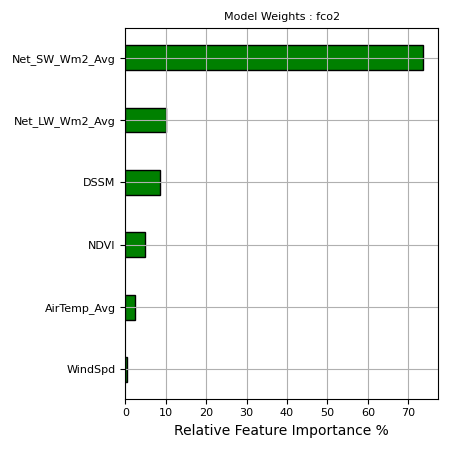 Model Weights : fco2
Net_SW_Wm2_Avg
Net_LW_Wm2_Avg
DSSM
NDVI
AirTemp_Avg
WindSpd
0 10 20 30 40 50 60 70
Relative Feature Importance %